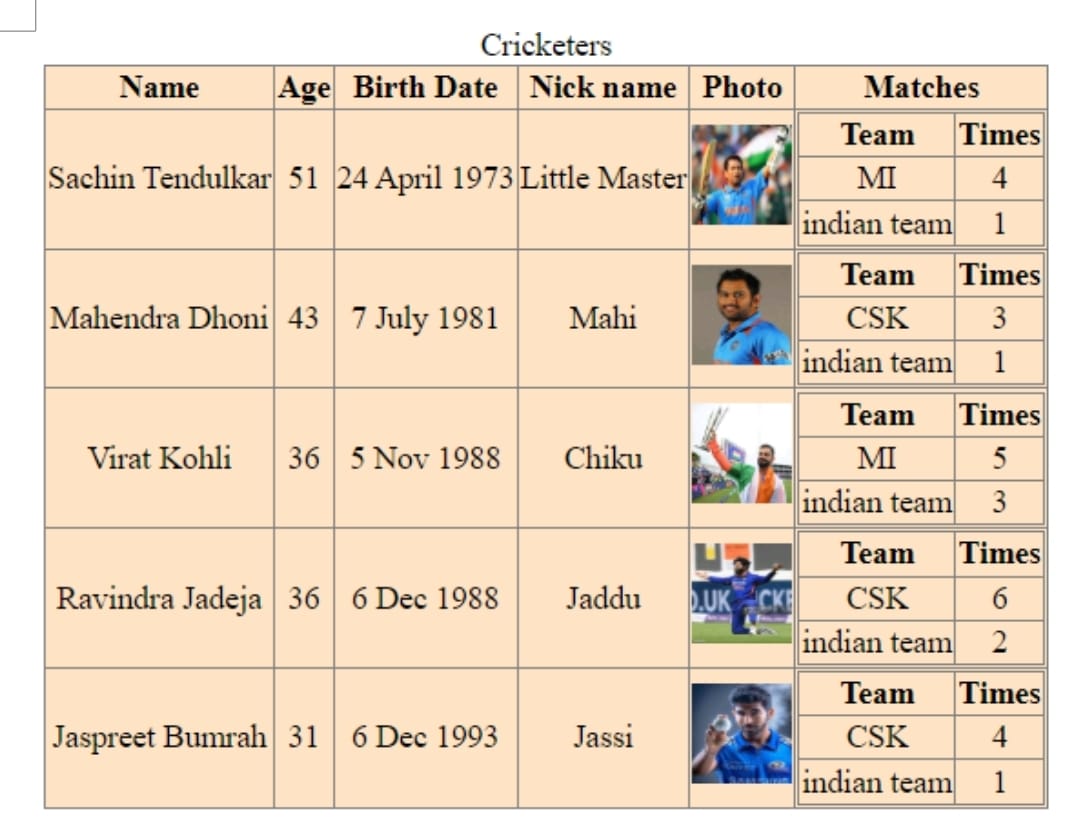 Cricketers
Name Age Birth Date Nick name Photo Matches
Team Times
Sachin Tendulkar 51 24 April 1973 Little Master MI 4
indian team 1
Team Times
Mahendra Dhoni 43 7 July 1981 Mahi CSK 3
indian team 1
Team Times
Virat Kohli 36 5 Nov 1988 Chiku MI 5
indian team 3
Team Times
Ravindra Jadeja 36 6 Dec 1988 Jaddu CSK 6
indian team 2
Team Times
Jaspreet Bumrah 31 6 Dec 1993 Jassi CSK 4
indian team 1